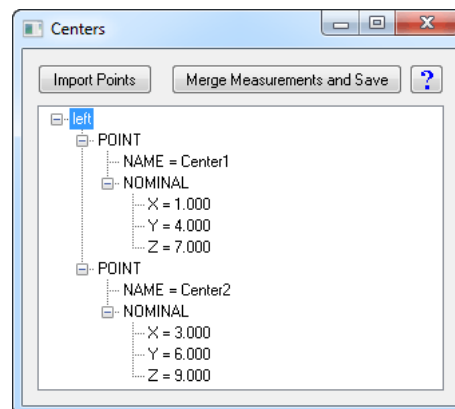 Centers
Import Points Merge Measurements and Save ?
left
POINT
NAME = Center1
NOMINAL
X = 1.000
Y = 4.000
Z = 7.000
POINT
NAME = Center2
NOMINAL
X = 3.000
Y = 6.000
Z = 9.000